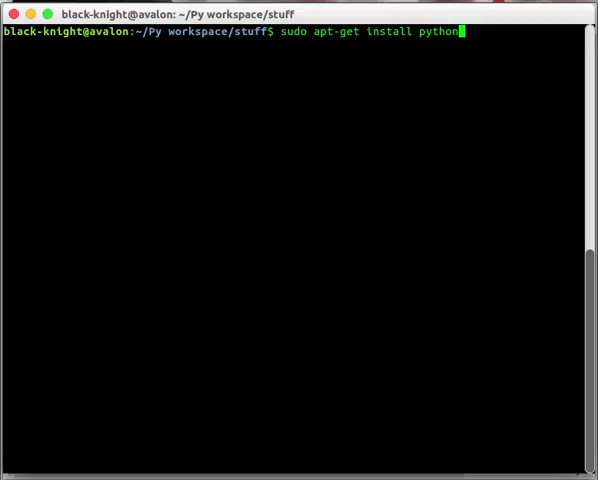 black-knight@avalon: ~/Py workspace/stuff
black-knight@avalon:~/Py workspace/stuff$ sudo apt-get install python